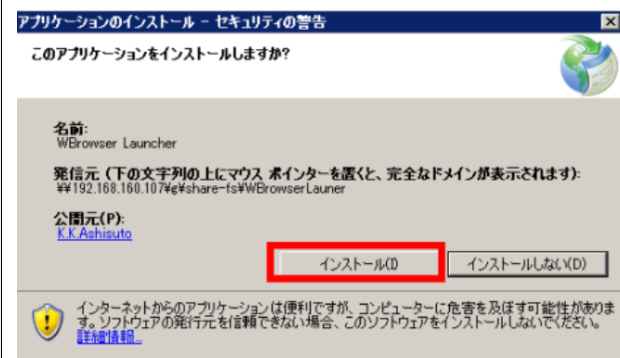 アプリケーションのインストール - セキュリティの警告
このアプリケーションをインストールしますか?
名前:
WBrowser Launcher
発信元 (下の文字列の上にマウス ポインターを置くと、完全なドメインが表示されます):
¥¥192.168.160.107¥g¥share-fs¥WBrowserLauner
公開元(P):
K.K.Ashisuto
インストール(I)
インストールしない(D)
インターネットからのアプリケーションは便利ですが、コンピューターに危害を及ぼす可能性がありま
す。ソフトウェアの発行元を信頼できない場合、このソフトウェアをインストールしないでください。
詳細情報...